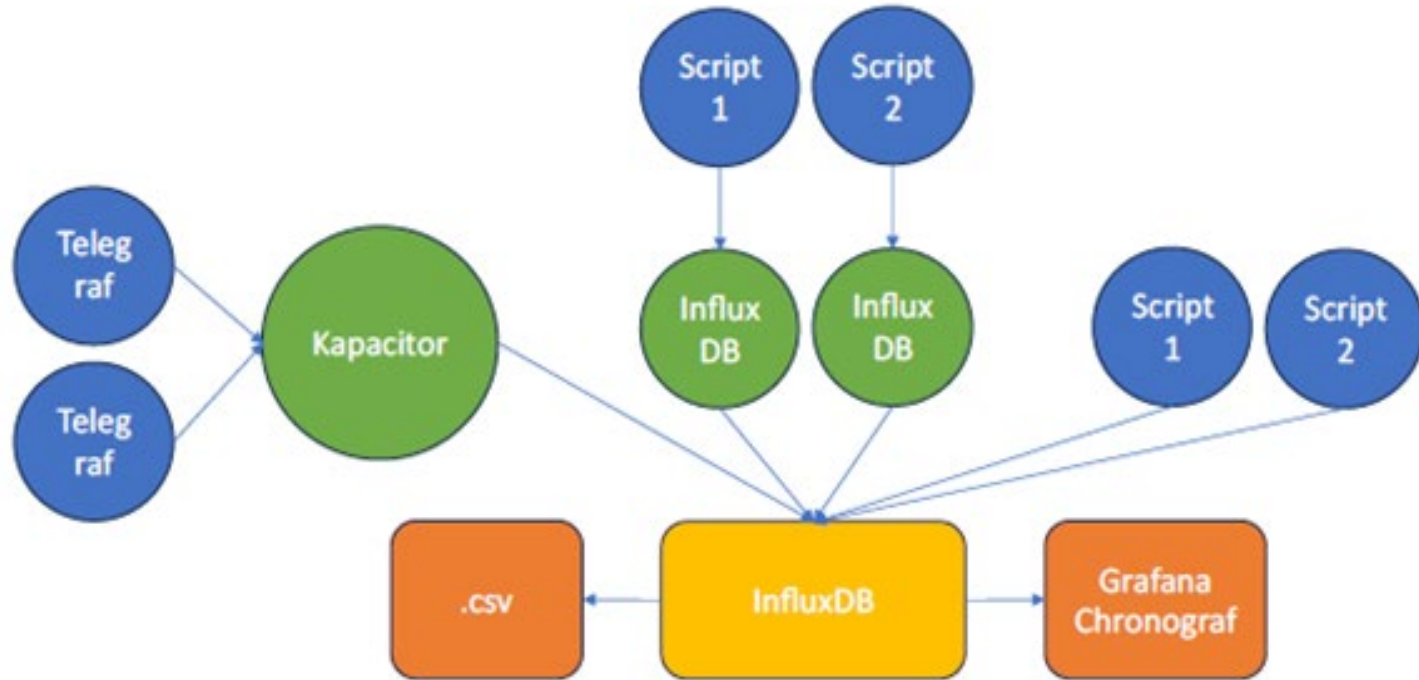 Script
1
Script
2
Teleg
raf
Teleg
raf
Kapacitor
Influx
DB
Influx
DB
Script
1
Script
2
.csv
InfluxDB
Grafana
Chronograf